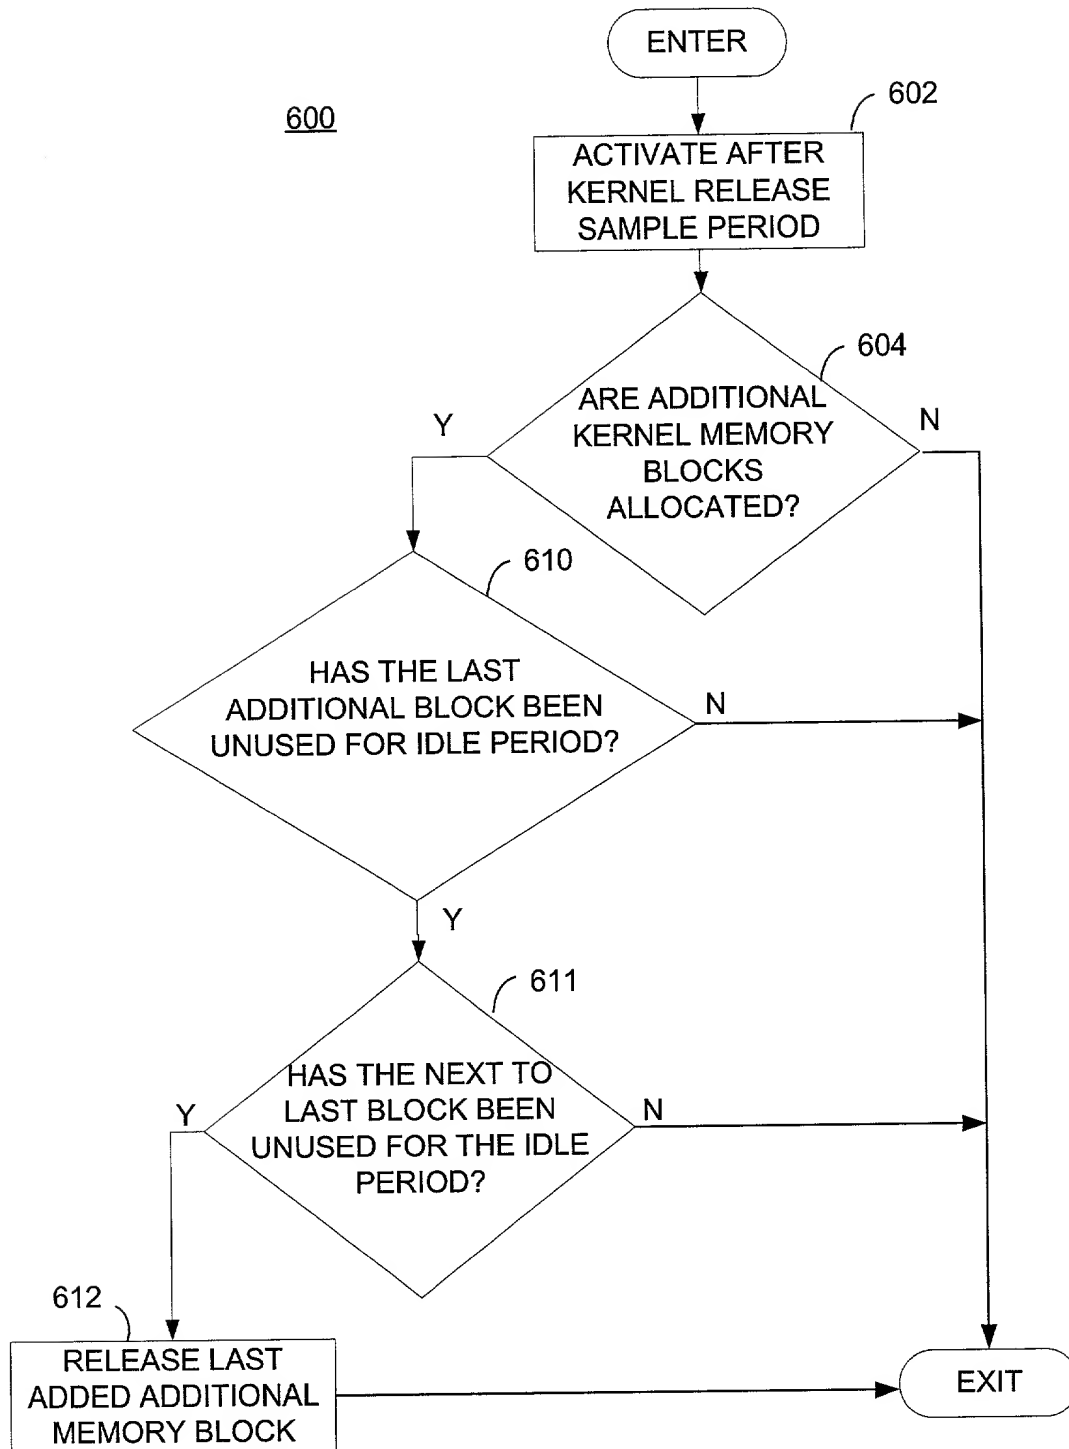 ENTER
600
602
ACTIVATE AFTER
KERNEL RELEASE
SAMPLE PERIOD
604
ARE ADDITIONAL
KERNEL MEMORY
BLOCKS
ALLOCATED?
Y
N
610
HAS THE LAST
ADDITIONAL BLOCK BEEN
UNUSED FOR IDLE PERIOD?
N
Y
611
HAS THE NEXT TO
LAST BLOCK BEEN
UNUSED FOR THE IDLE
PERIOD?
Y
N
612
RELEASE LAST
ADDED ADDITIONAL
MEMORY BLOCK
EXIT